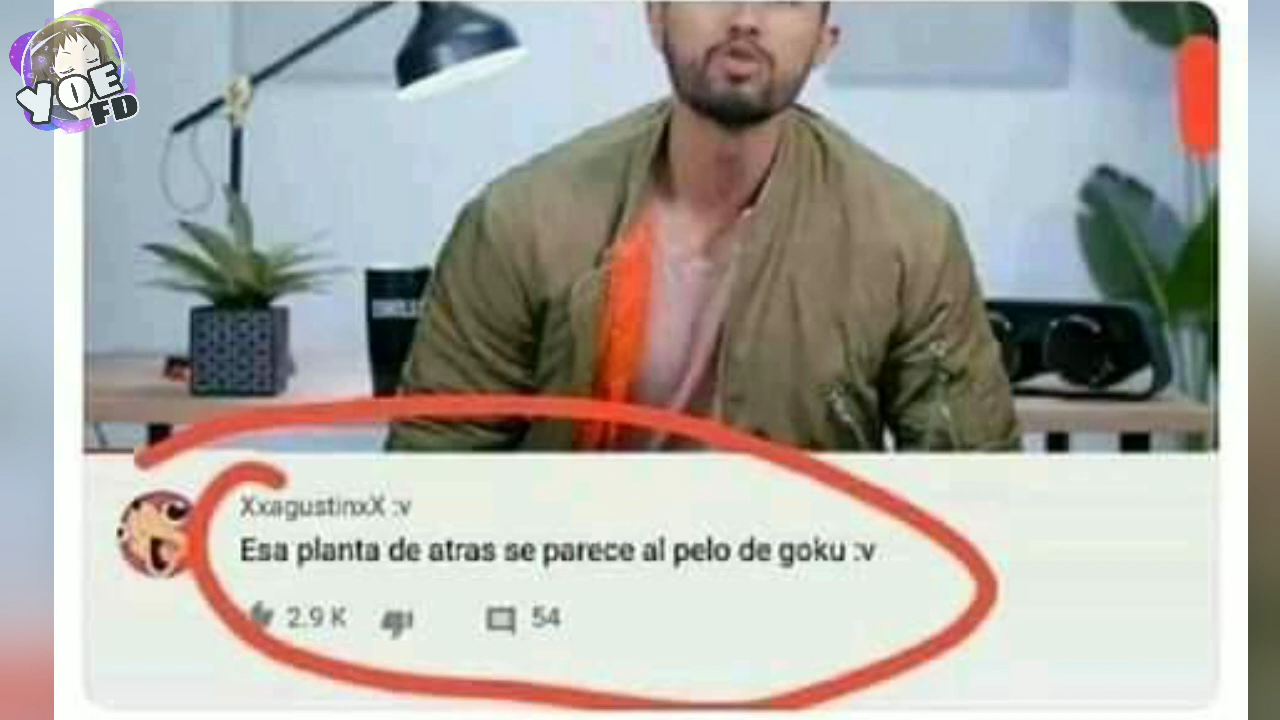 YOE
FD
XxagustinxX :v
Esa planta de atras se parece al pelo de goku :v
2.9 K
54